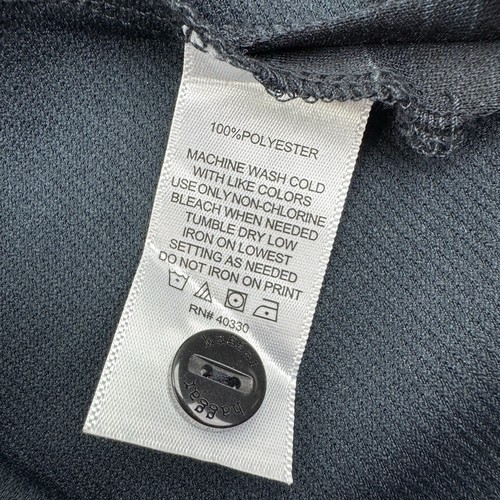 100%POLYESTER
MACHINE WASH COLD
WITH LIKE COLORS
USE ONLY NON-CHLORINE
BLEACH WHEN NEEDED
TUMBLE DRY LOW
IRON ON LOWEST
SETTING AS NEEDED
DO NOT IRON ON PRINT
RN# 40330